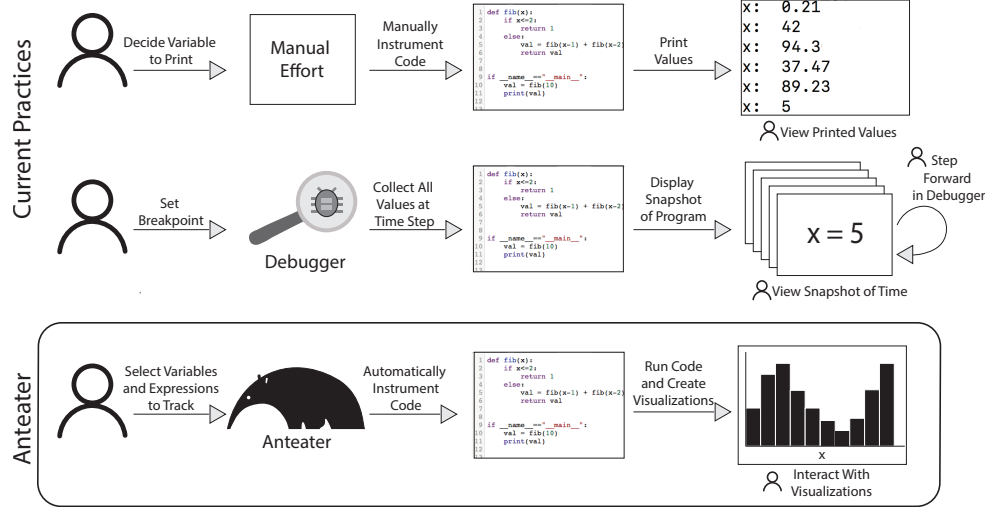 Current Practices
Decide Variable
to Print
Manual
Effort
Manually
Instrument
Code
1 def fib(x):
2 if x<=2:
3 return 1
4 else:
5 val = fib(x-1) + fib(x-2)
6 return val
7
8
9 if __name__=="__main__":
10 val = fib(10)
11 print(val)
12
13
Print
Values
x: 0.21
x: 42
x: 94.3
x: 37.47
x: 89.23
x: 5
View Printed Values
Set
Breakpoint
Debugger
Collect All
Values at
Time Step
1 def fib(x):
2 if x<=2:
3 return 1
4 else:
5 val = fib(x-1) + fib(x-2)
6 return val
7
8
9 if __name__=="__main__":
10 val = fib(10)
11 print(val)
12
13
Display
Snapshot
of Program
x = 5
Step
Forward
in Debugger
View Snapshot of Time
Anteater
Select Variables
and Expressions
to Track
Anteater
Automatically
Instrument
Code
1 def fib(x):
2 if x<=2:
3 return 1
4 else:
5 val = fib(x-1) + fib(x-2)
6 return val
7
8
9 if __name__=="__main__":
10 val = fib(10)
11 print(val)
12
13
Run Code
and Create
Visualizations
x
Interact With
Visualizations